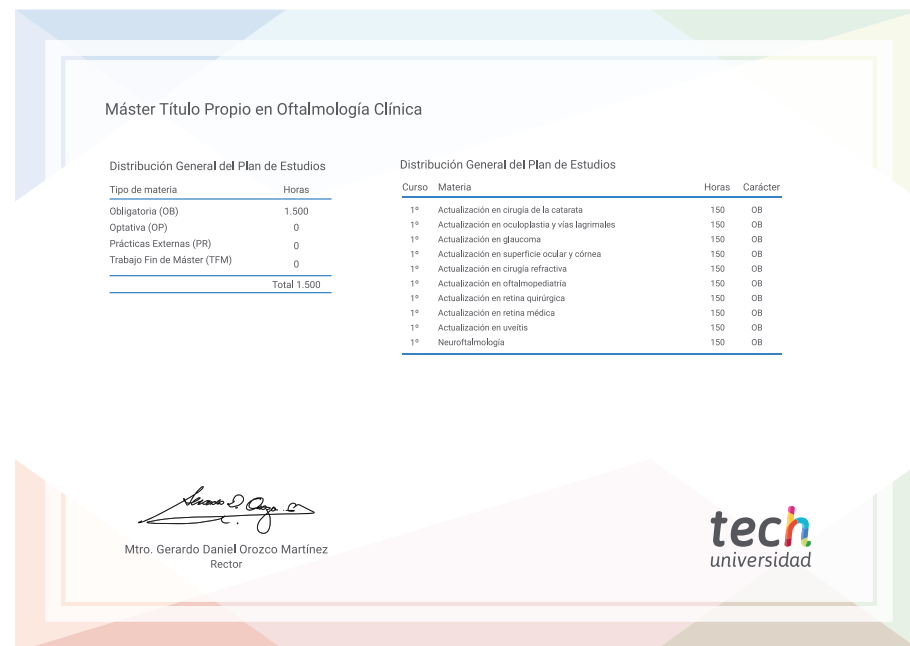 Máster Título Propio en Oftalmología Clínica
Distribución General del Plan de Estudios
Tipo de materia Horas
Obligatoria (OB) 1.500
Optativa (OP) 0
Prácticas Externas (PR) 0
Trabajo Fin de Máster (TFM) 0
Total 1.500
Distribución General del Plan de Estudios
Curso Materia Horas Carácter
1º Actualización en cirugía de la catarata 150 OB
1º Actualización en oculoplastia y vías lagrimales 150 OB
1º Actualización en glaucoma 150 OB
1º Actualización en superficie ocular y córnea 150 OB
1º Actualización en cirugía refractiva 150 OB
1º Actualización en oftalmopediatría 150 OB
1º Actualización en retina quirúrgica 150 OB
1º Actualización en retina médica 150 OB
1º Actualización en uveítis 150 OB
1º Neuroftalmología 150 OB
Mtro. Gerardo Daniel Orozco Martínez
Rector
tech
universidad